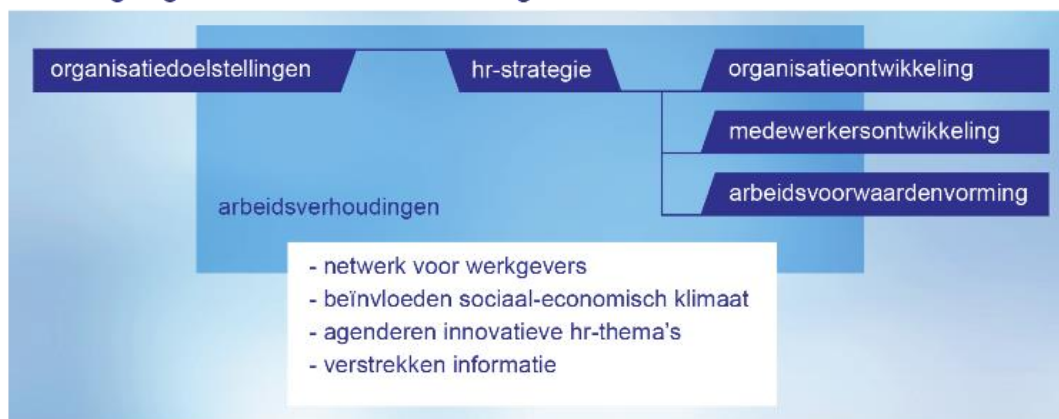 organisatiedoelstellingen
hr-strategie
organisatieontwikkeling
medewerkersontwikkeling
arbeidsvoorwaardenvorming
arbeidsverhoudingen
- netwerk voor werkgevers
- beïnvloeden sociaal-economisch klimaat
- agenderen innovatieve hr-thema's
- verstrekken informatie